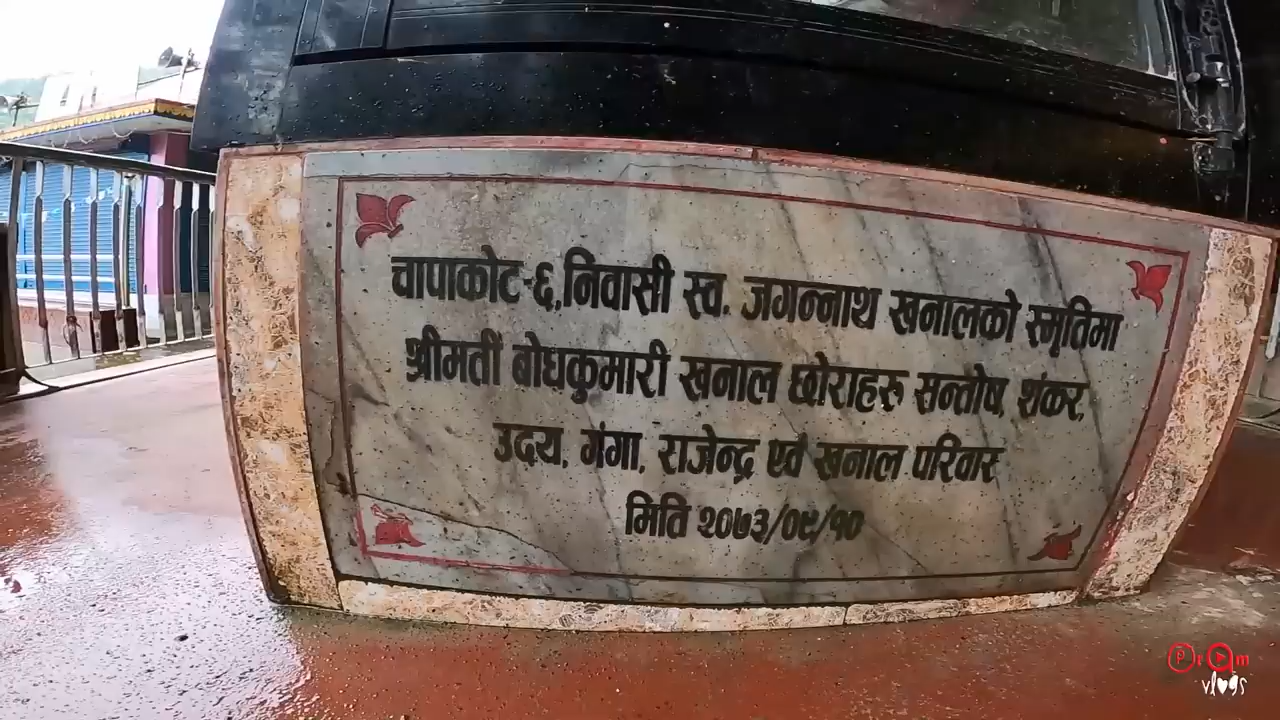 चापाकोट-६,निवासी स्व. जगन्नाथ खनालको स्मृतिमा
श्रीमती बोधकुमारी खनाल छोराहरु सन्तोष, शंकर,
उदय, गंगा, राजेन्द्र एवं खनाल परिवार
मिति २०७३/०९/१०
Pram
vlogs